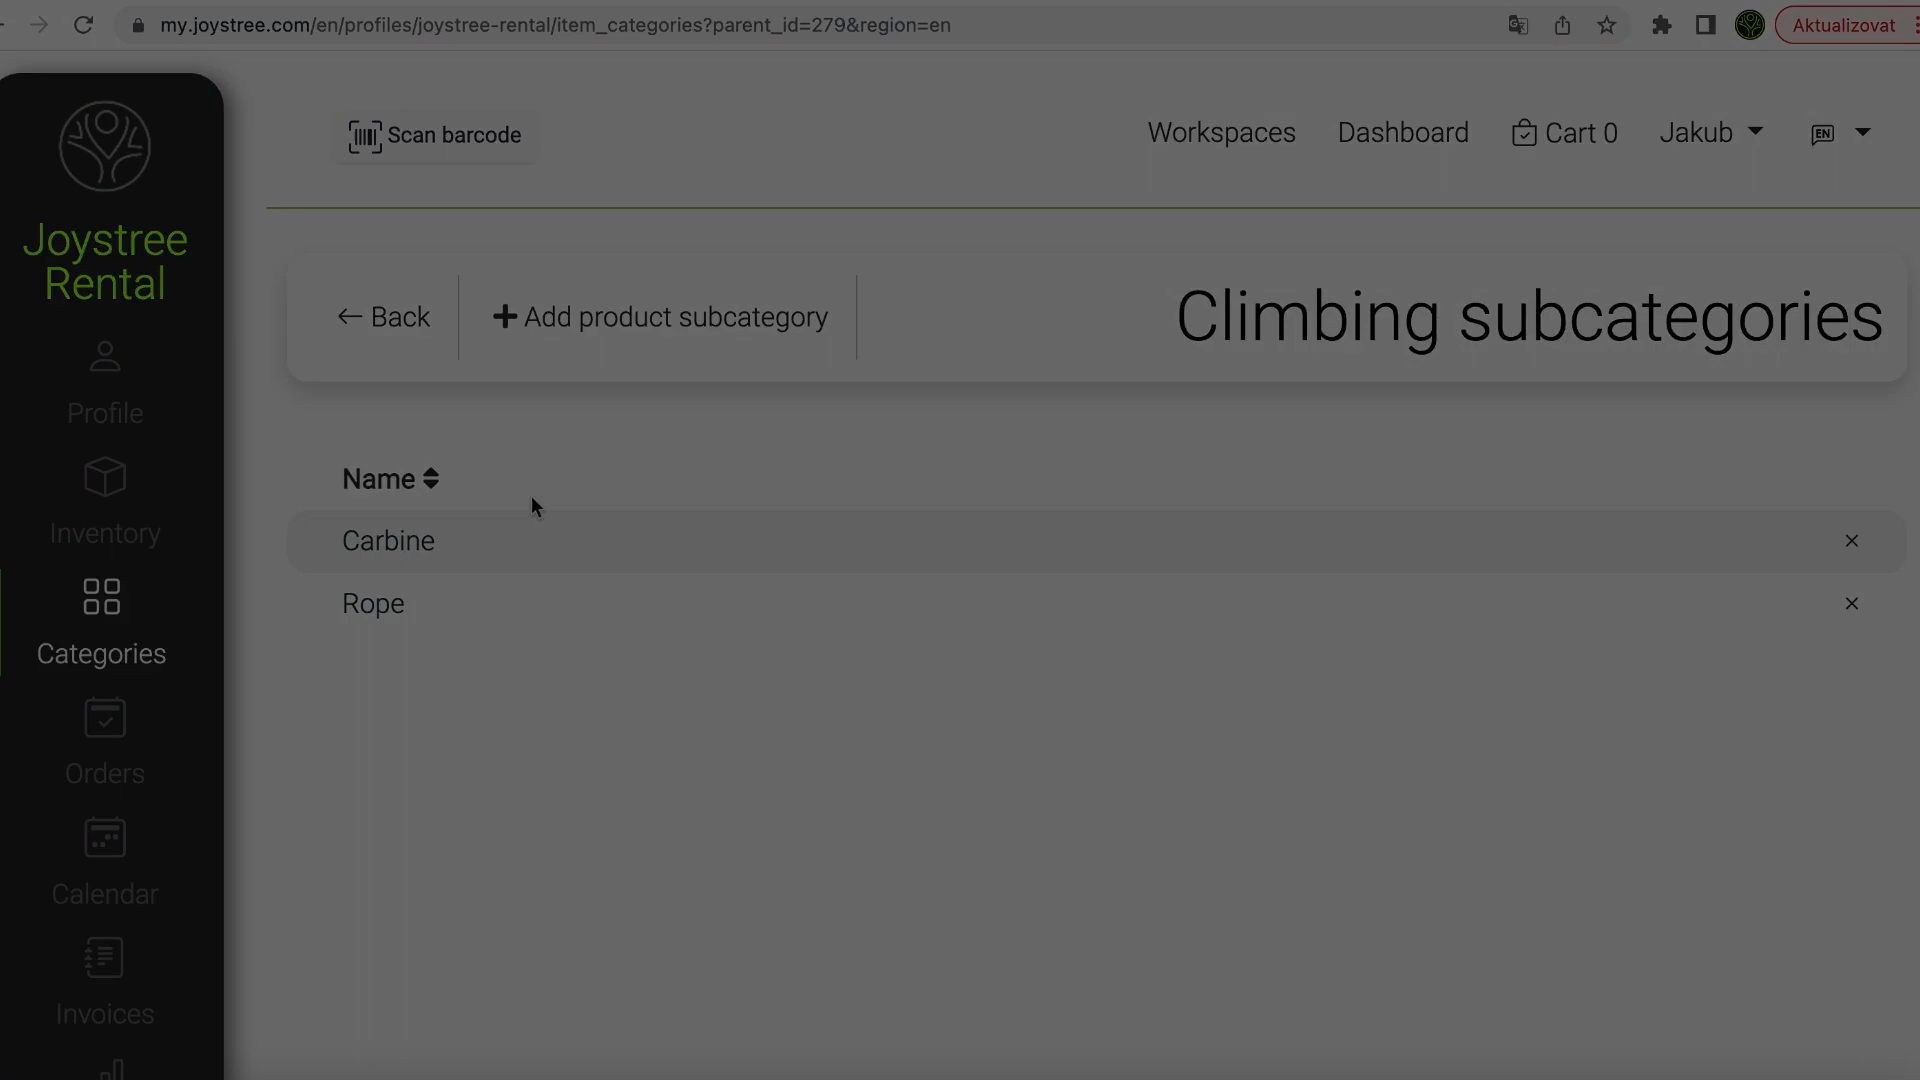 my.joystree.com/en/profiles/joystree-rental/item_categories?parent_id=279&region=en
Aktualizovat
Scan barcode
Workspaces
Dashboard
Cart 0
Jakub
EN
Joystree
Rental
Profile
Inventory
Categories
Orders
Calendar
Invoices
Back
Add product subcategory
Climbing subcategories
Name
Carbine
Rope